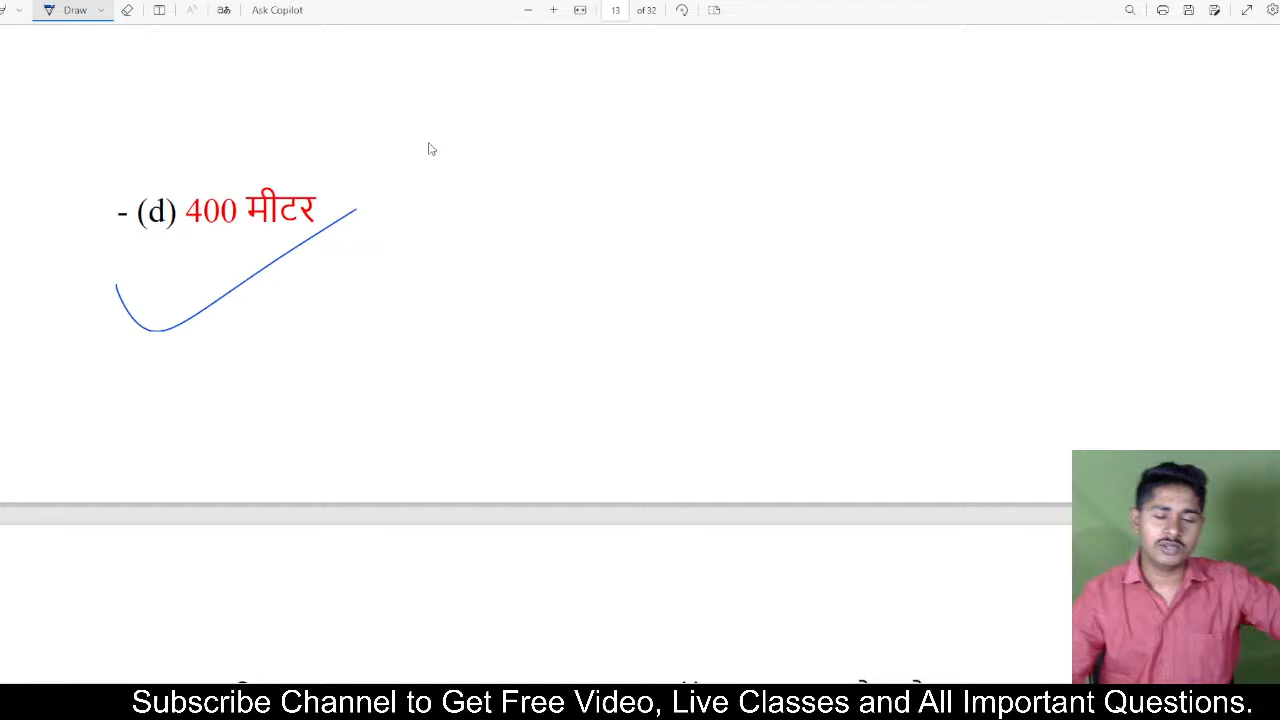 Draw
Ask Copilot
13 of 32
- (d) 400 मीटर
Subscribe Channel to Get Free Video, Live Classes and All Important Questions.